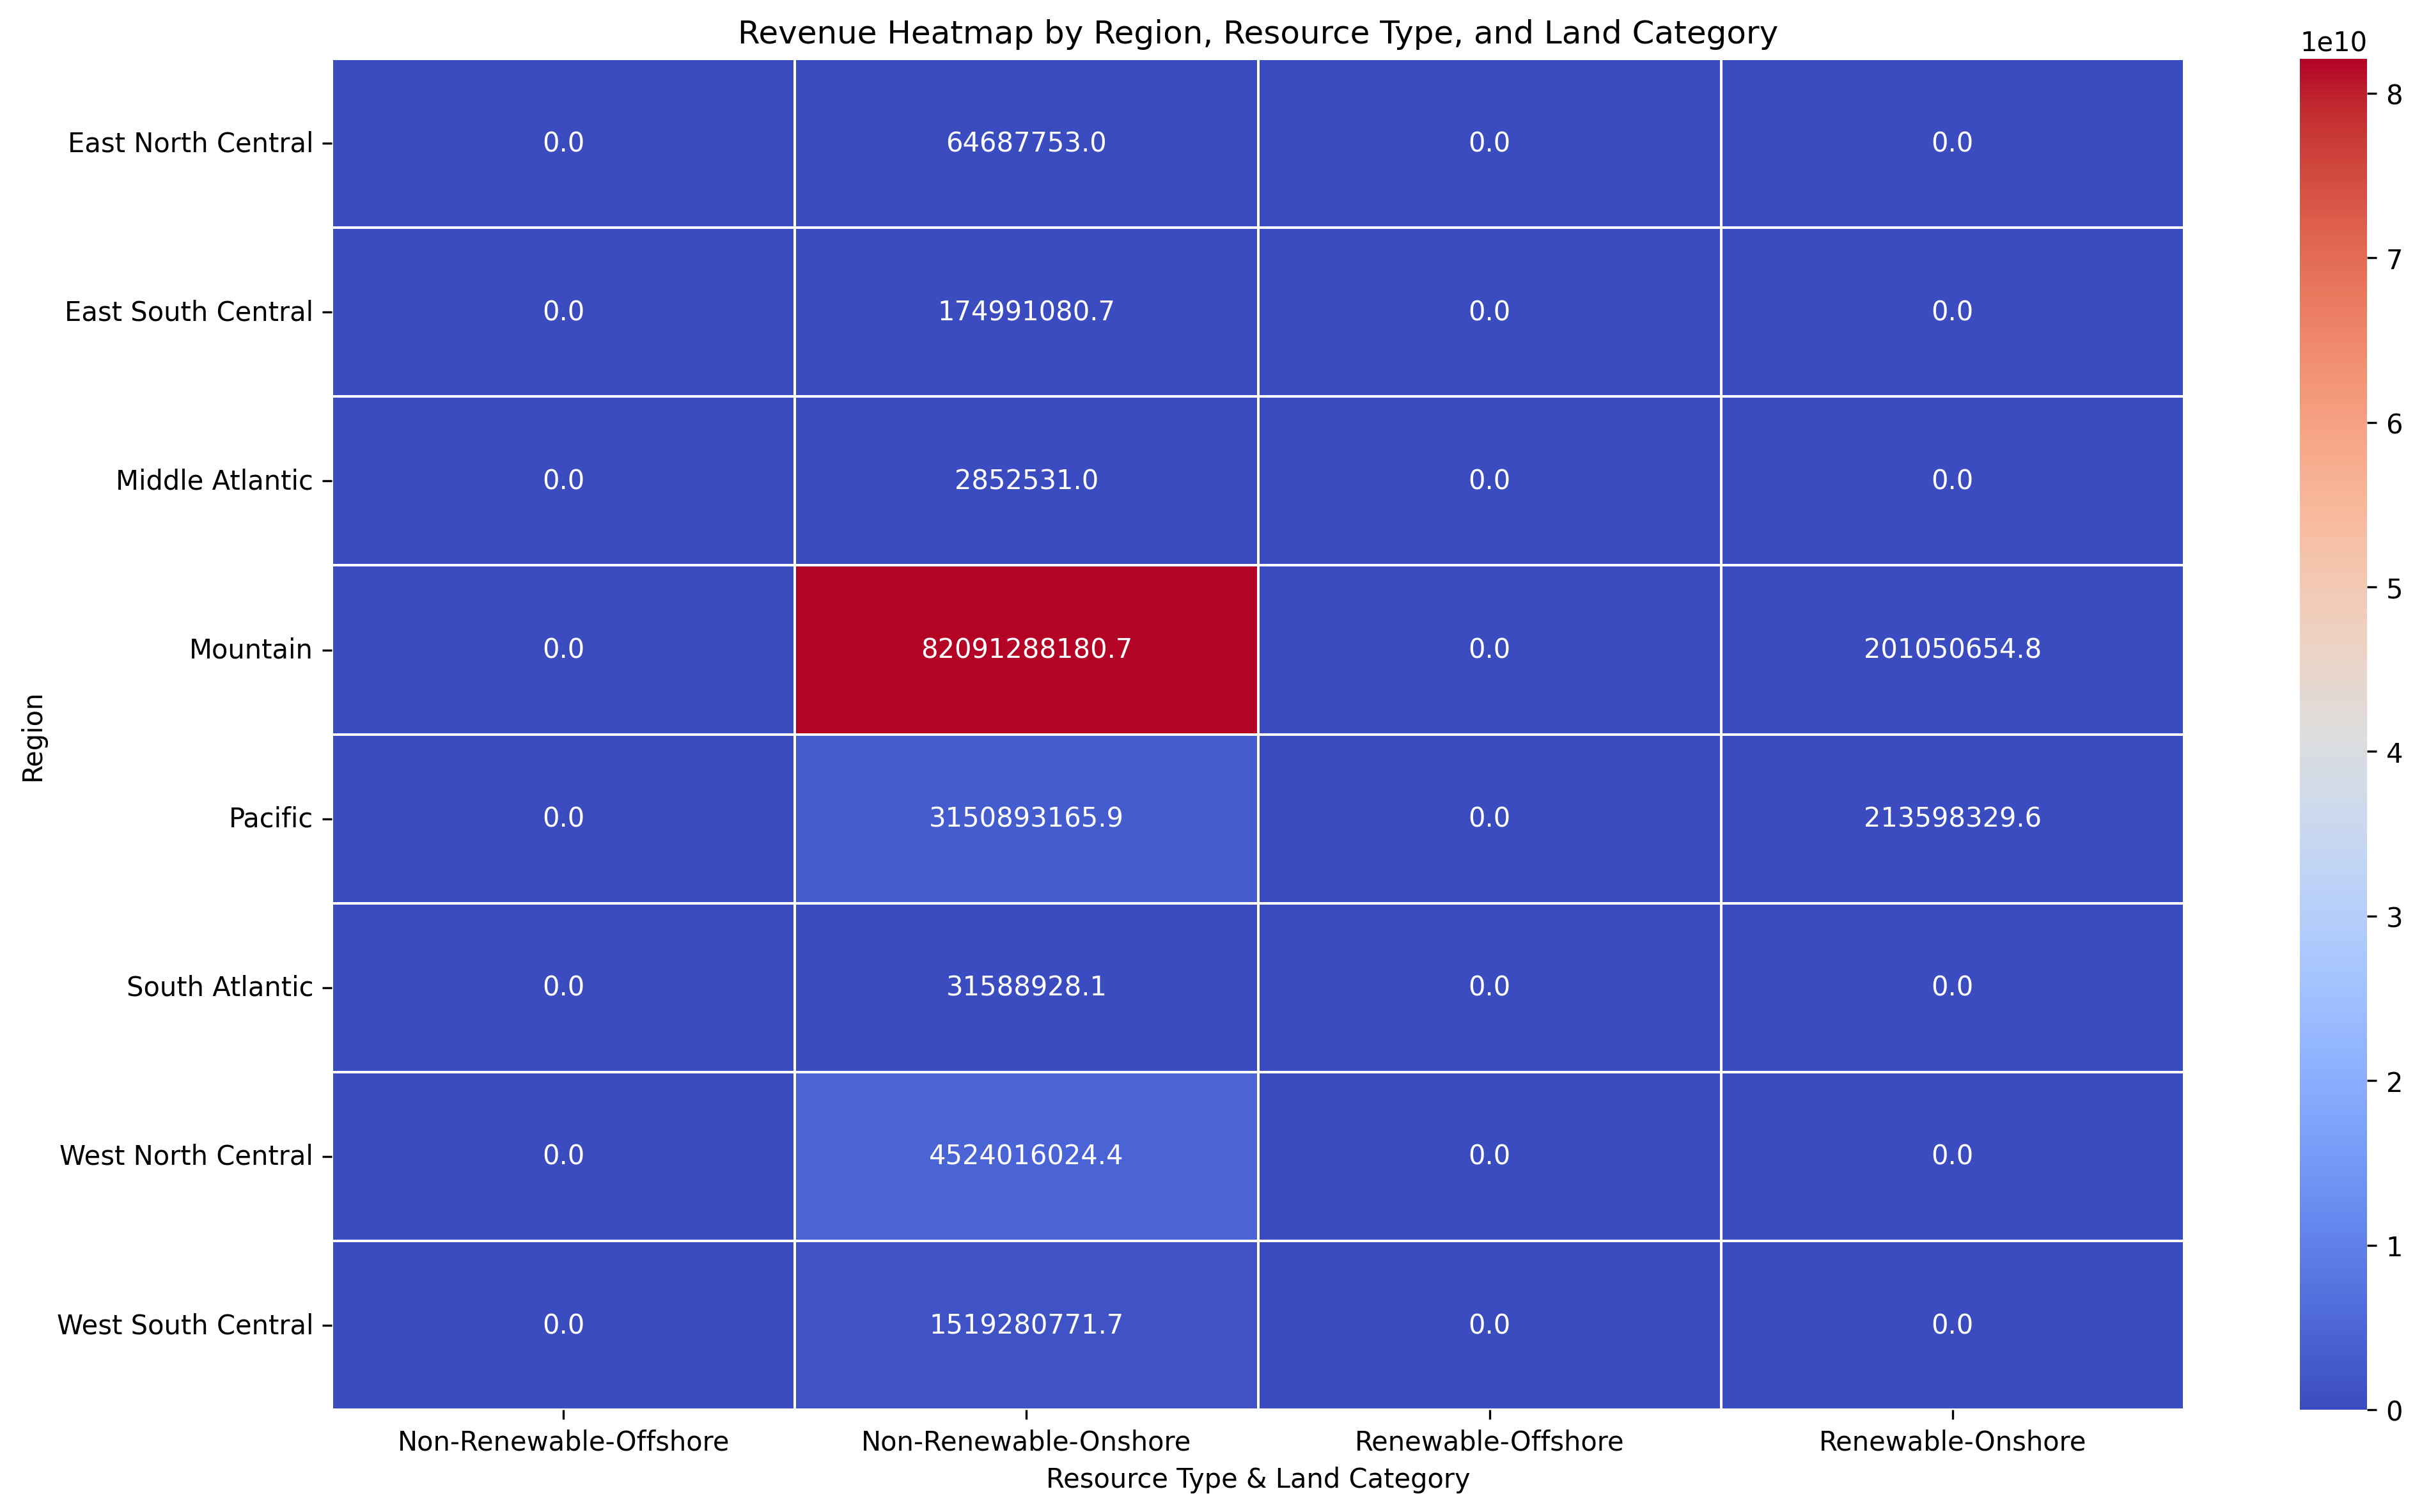 Revenue Heatmap by Region, Resource Type, and Land Category
1e10
East North Central 0.0 64687753.0 0.0 0.0
East South Central 0.0 174991080.7 0.0 0.0
Middle Atlantic 0.0 2852531.0 0.0 0.0
Mountain 0.0 82091288180.7 0.0 201050654.8
Pacific 0.0 3150893165.9 0.0 213598329.6
South Atlantic 0.0 31588928.1 0.0 0.0
West North Central 0.0 4524016024.4 0.0 0.0
West South Central 0.0 1519280771.7 0.0 0.0
Region
Non-Renewable-Offshore Non-Renewable-Onshore Renewable-Offshore Renewable-Onshore
Resource Type & Land Category
8
7
6
5
4
3
2
1
0